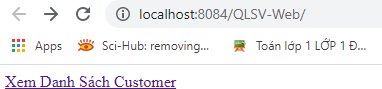 localhost:8084/QLSV-Web/
Apps Sci-Hub: removing... Toán lớp 1 LỚP 1 Đ...
Xem Danh Sách Customer